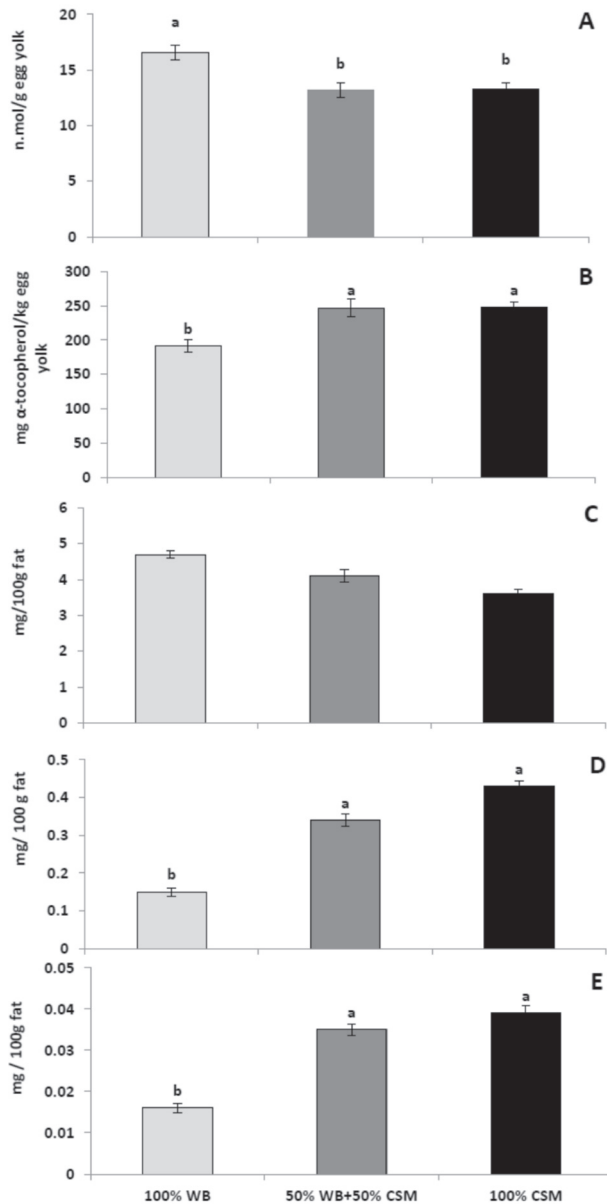 A
n.mol/g egg yolk
20
15
10
5
0
a
b
b
B
mg α-tocopherol/kg egg
yolk
300
250
200
150
100
50
0
b
a
a
C
mg/100g fat
6
5
4
3
2
1
0
D
mg/ 100 g fat
0.5
0.4
0.3
0.2
0.1
0
b
a
a
E
mg / 100g fat
0.05
0.04
0.03
0.02
0.01
0
b
a
a
100% WB
50% WB+50% CSM
100% CSM